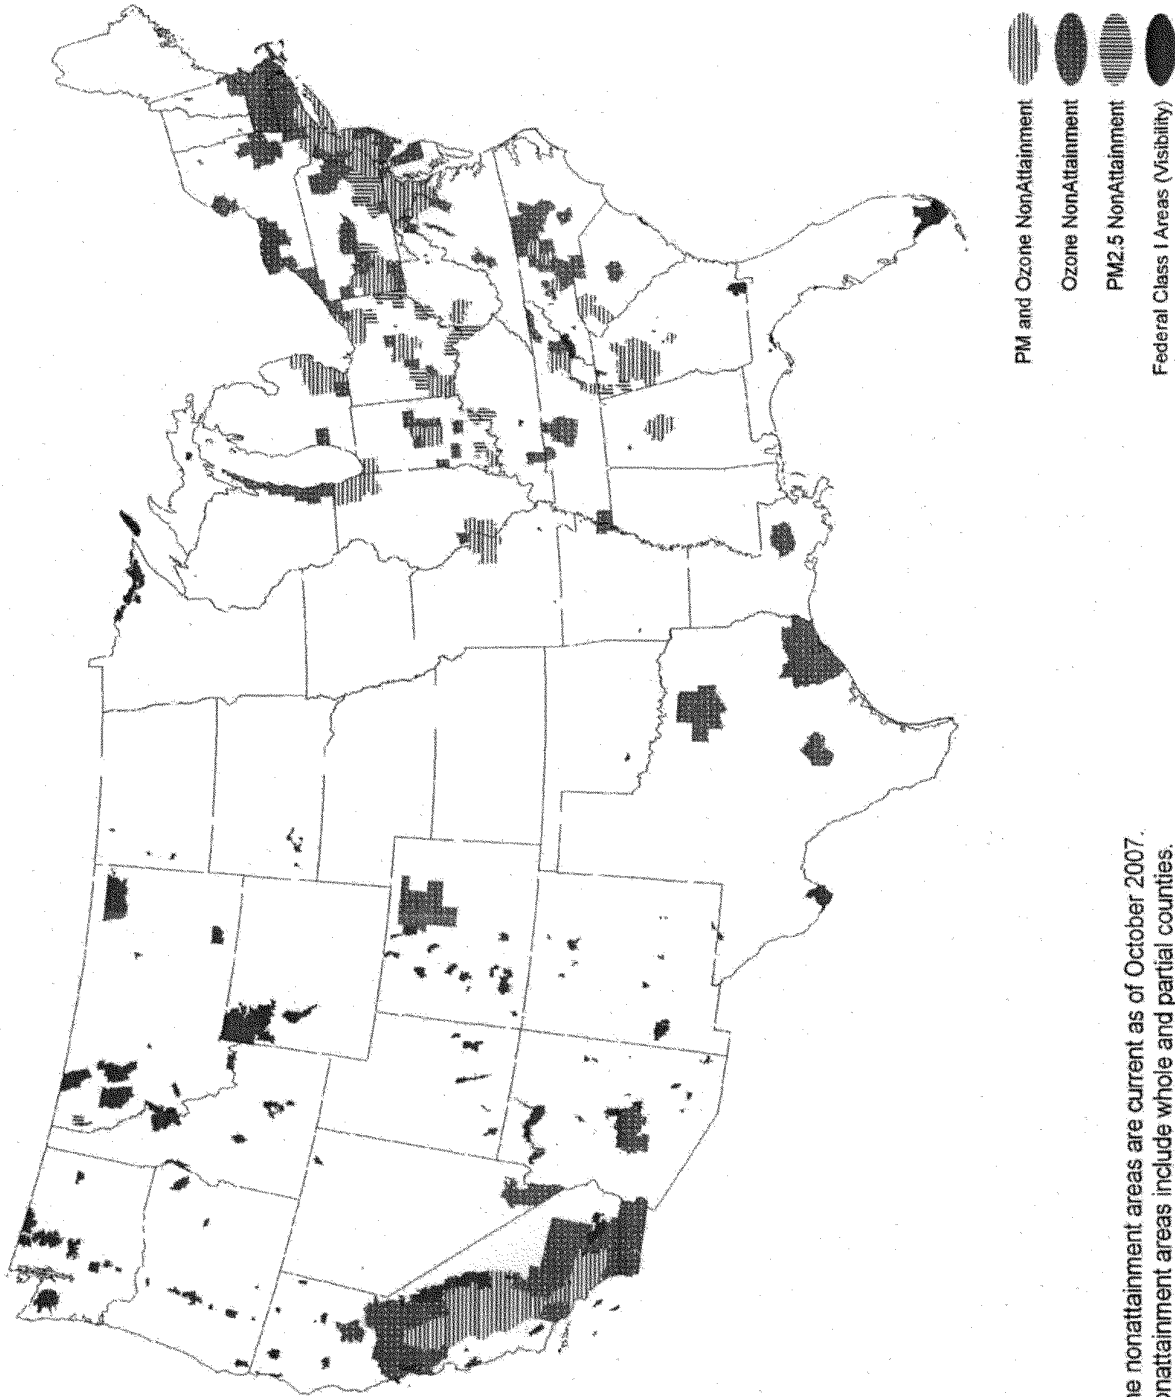 PM and Ozone NonAttainment
Ozone NonAttainment
PM2.5 NonAttainment
Federal Class I Areas (Visibility)
nonattainment areas are current as of October 2007.
areas include whole and partial counties.